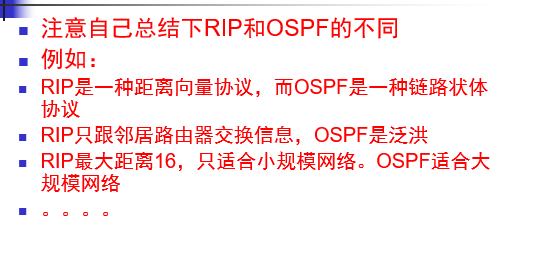 注意自己总结下RIP和OSPF的不同
例如：
RIP是一种距离向量协议，而OSPF是一种链路状体
协议
RIP只跟邻居路由器交换信息，OSPF是泛洪
RIP最大距离16，只适合小规模网络。OSPF适合大
规模网络
。。。。